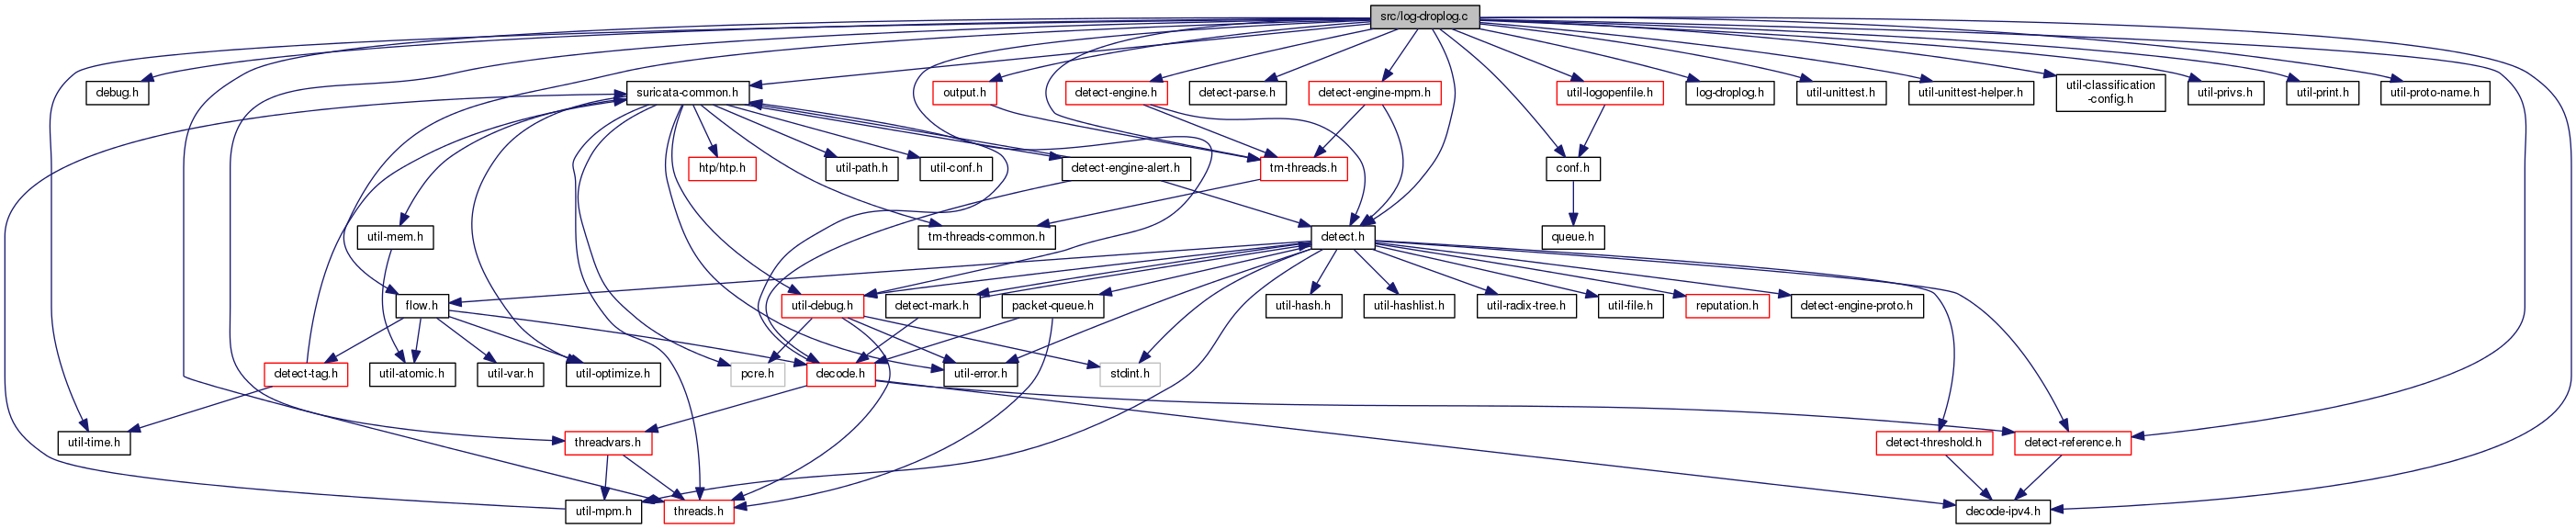 src/log-droplog.c
debug.h
suricata-common.h
output.h
detect-engine.h
detect-parse.h
detect-engine-mpm.h
util-logopenfile.h
log-droplog.h
util-unittest.h
util-unittest-helper.h
util-classification
-config.h
util-privs.h
util-print.h
util-proto-name.h
htp/htp.h
util-path.h
util-conf.h
detect-engine-alert.h
tm-threads.h
conf.h
util-mem.h
tm-threads-common.h
detect.h
queue.h
flow.h
util-debug.h
detect-mark.h
packet-queue.h
util-hash.h
util-hashlist.h
util-radix-tree.h
util-file.h
reputation.h
detect-engine-proto.h
detect-tag.h
util-atomic.h
util-var.h
util-optimize.h
pcre.h
decode.h
util-error.h
stdint.h
util-time.h
threadvars.h
detect-threshold.h
detect-reference.h
util-mpm.h
threads.h
decode-ipv4.h